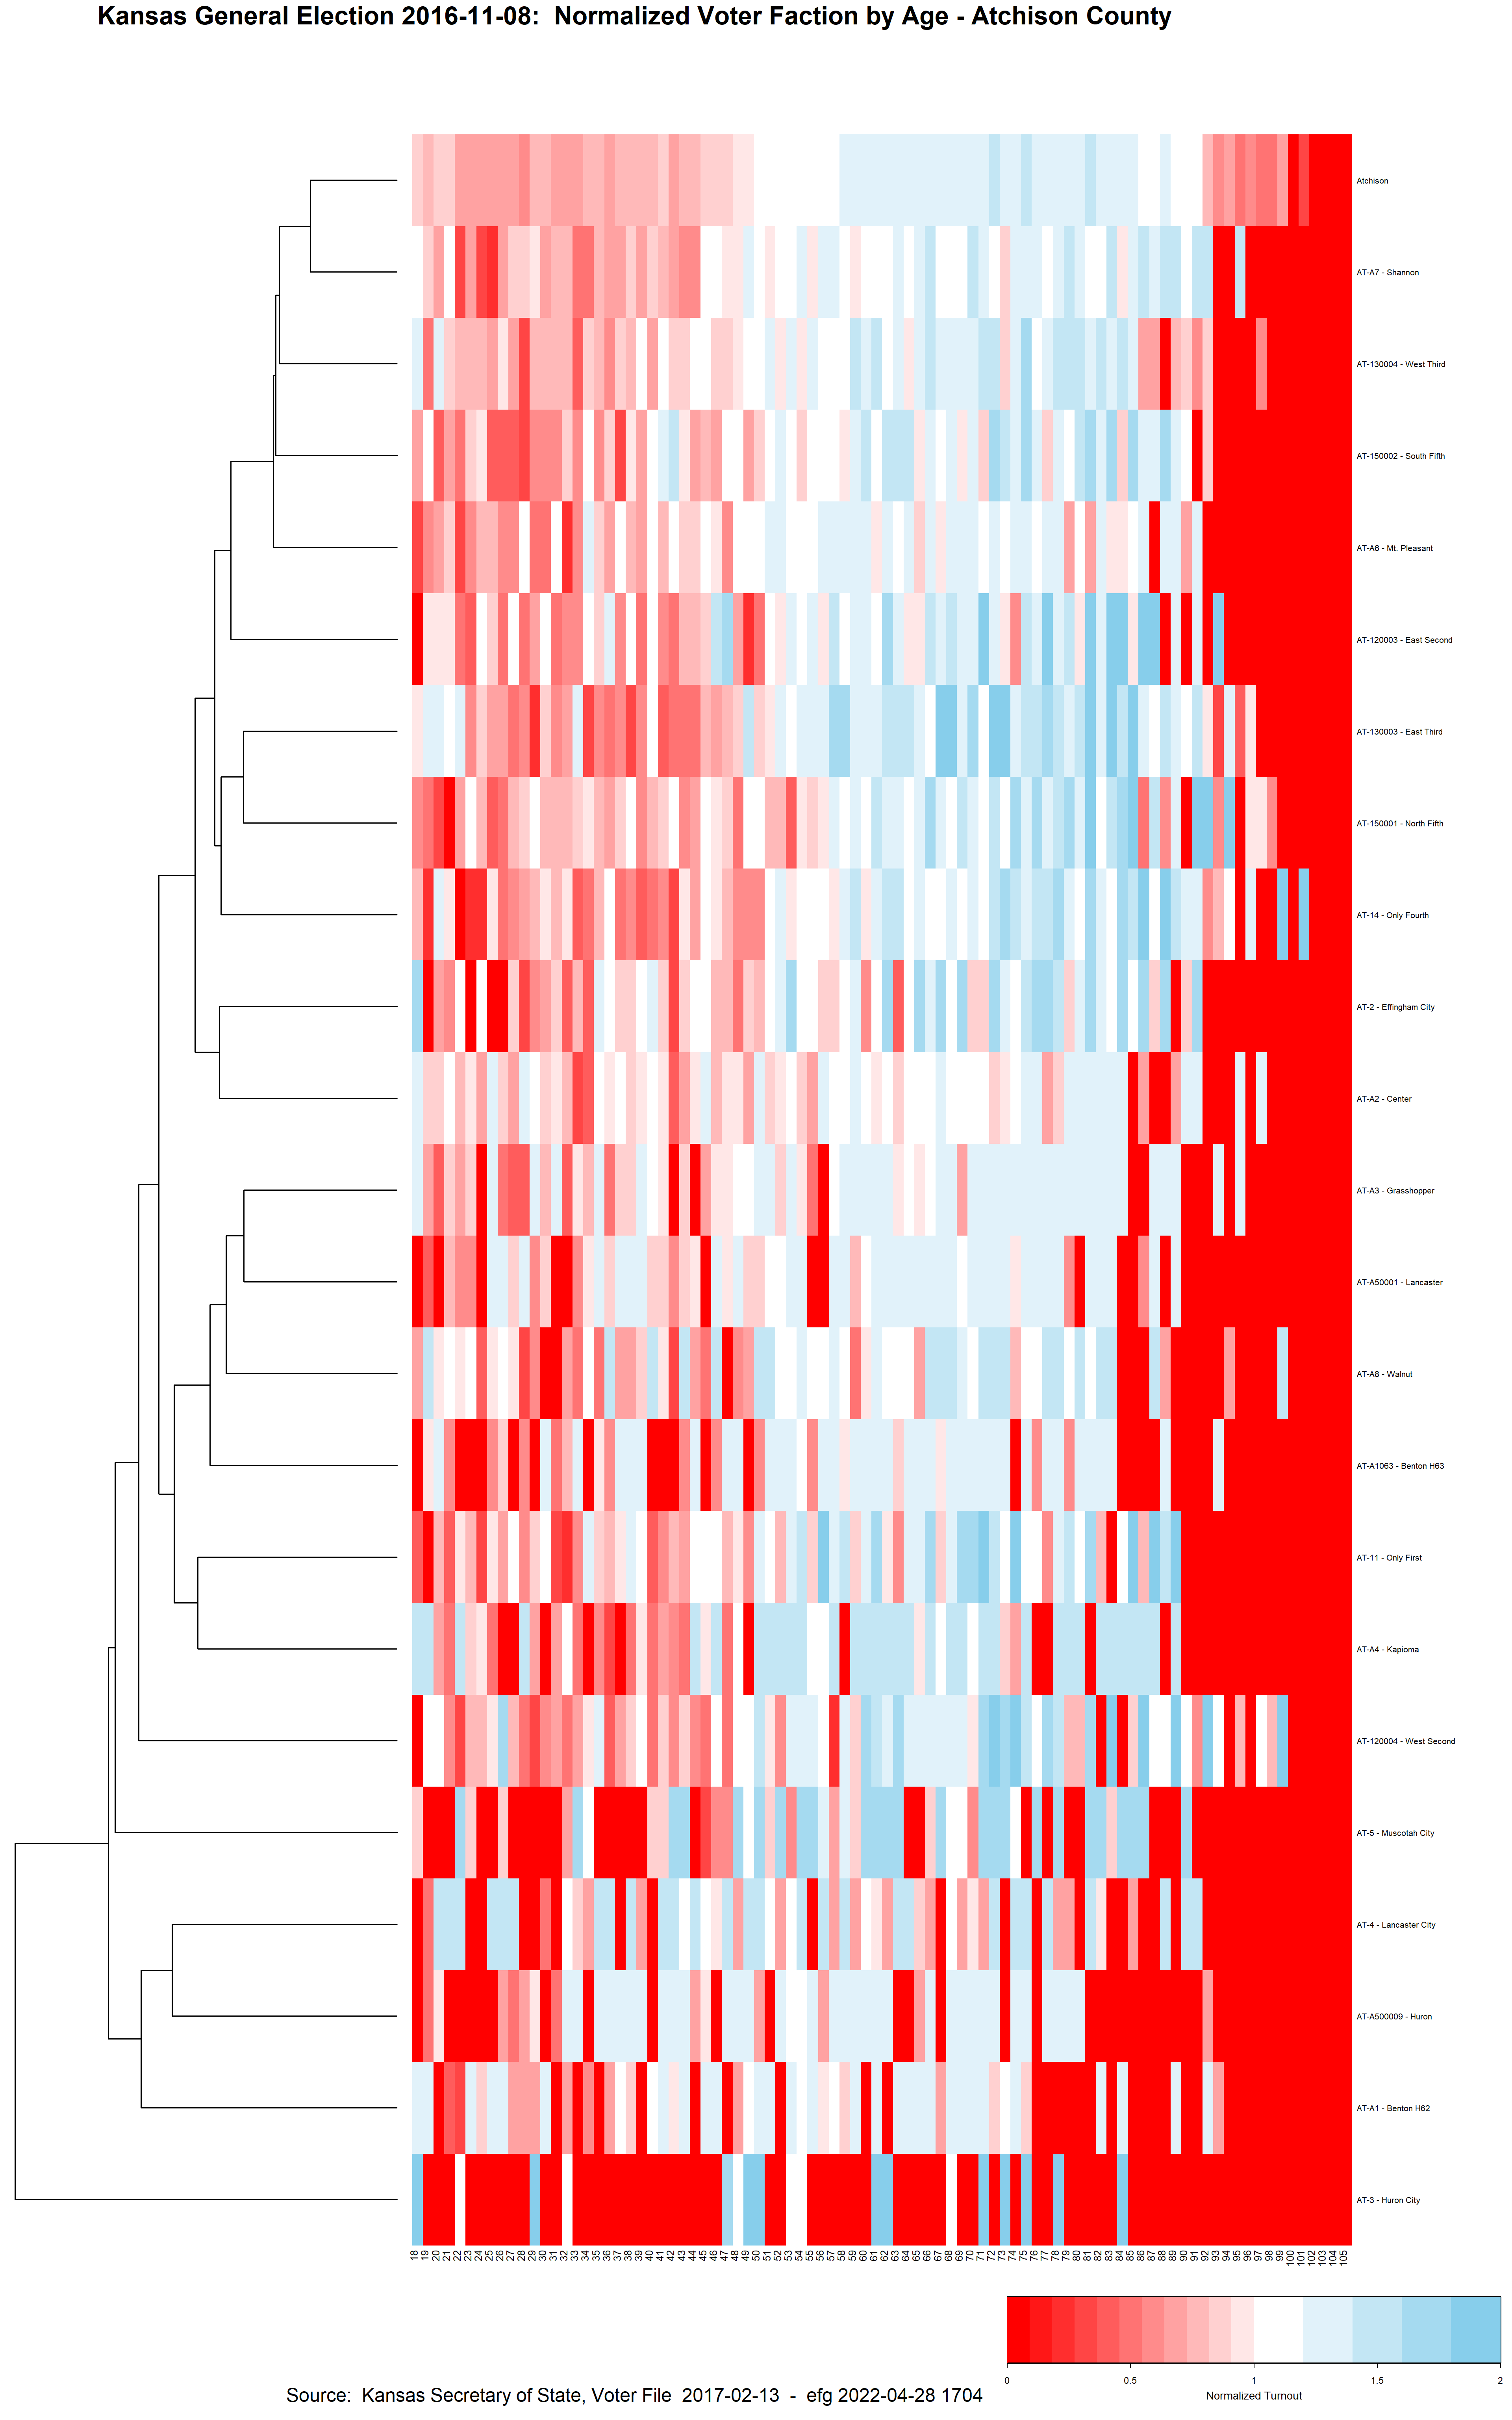 Kansas General Election 2016-11-08:  Normalized Voter Faction by Age - Atchison County
Atchison
AT-A7 - Shannon
AT-130004 - West Third
AT-150002 - South Fifth
AT-A6 - Mt. Pleasant
AT-120003 - East Second
AT-130003 - East Third
AT-150001 - North Fifth
AT-14 - Only Fourth
AT-2 - Effingham City
AT-A2 - Center
AT-A3 - Grasshopper
AT-A50001 - Lancaster
AT-A8 - Walnut
AT-A1063 - Benton H63
AT-11 - Only First
AT-A4 - Kapioma
AT-120004 - West Second
AT-5 - Muscotah City
AT-4 - Lancaster City
AT-A500009 - Huron
AT-A1 - Benton H62
AT-3 - Huron City
18 19 20 21 22 23 24 25 26 27 28 29 30 31 32 33 34 35 36 37 38 39 40 41 42 43 44 45 46 47 48 49 50 51 52 53 54 55 56 57 58 59 60 61 62 63 64 65 66 67 68 69 70 71 72 73 74 75 76 77 78 79 80 81 82 83 84 85 86 87 88 89 90 91 92 93 94 95 96 97 98 99 100 101 102 103 104 105
0 0.5 1 1.5 2
Normalized Turnout
Source:  Kansas Secretary of State, Voter File  2017-02-13  -  efg 2022-04-28 1704